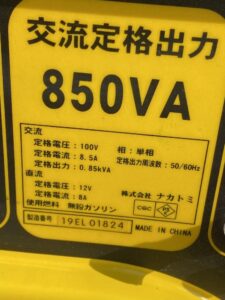 交流定格出力
850VA
交流
定格電圧：100V 相：単相
定格電流：8.5A 定格出力周波数：50/60Hz
定格出力：0.85kVA
直流
定格電圧：12V
定格電流：8A 株式会社 ナカトミ
使用燃料 無鉛ガソリン
製造番号 19EL01824 MADE IN CHINA